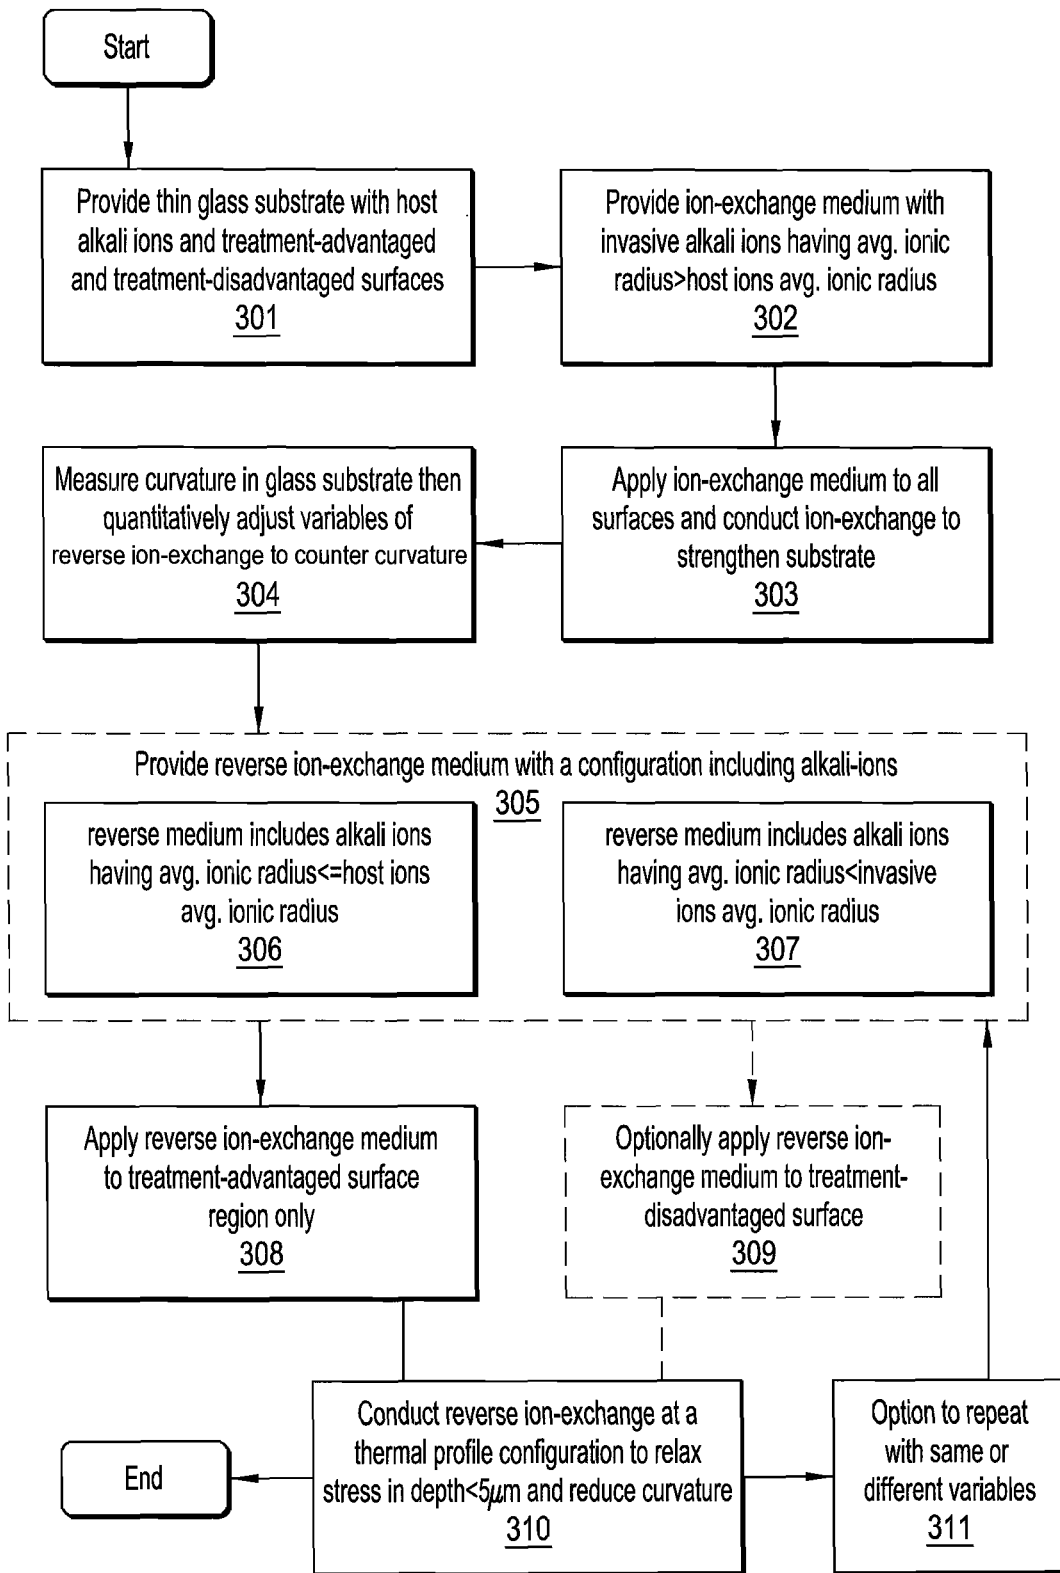 Start
Provide thin glass substrate with host
alkali ions and treatment-advantaged
and treatment-disadvantaged surfaces
301
Provide ion-exchange medium with
invasive alkali ions having avg. ionic
radius>host ions avg. ionic radius
302
Apply ion-exchange medium to all
surfaces and conduct ion-exchange to
strengthen substrate
303
Measure curvature in glass substrate then
quantitatively adjust variables of
reverse ion-exchange to counter curvature
304
Provide reverse ion-exchange medium with a configuration including alkali-ions
305
reverse medium includes alkali ions
having avg. ionic radius<=host ions
avg. ionic radius
306
reverse medium includes alkali ions
having avg. ionic radius<invasive
ions avg. ionic radius
307
Apply reverse ion-exchange medium
to treatment-advantaged surface
region only
308
Optionally apply reverse ion-
exchange medium to treatment-
disadvantaged surface
309
Conduct reverse ion-exchange at a
thermal profile configuration to relax
stress in depth<5μm and reduce curvature
310
Option to repeat
with same or
different variables
311
End